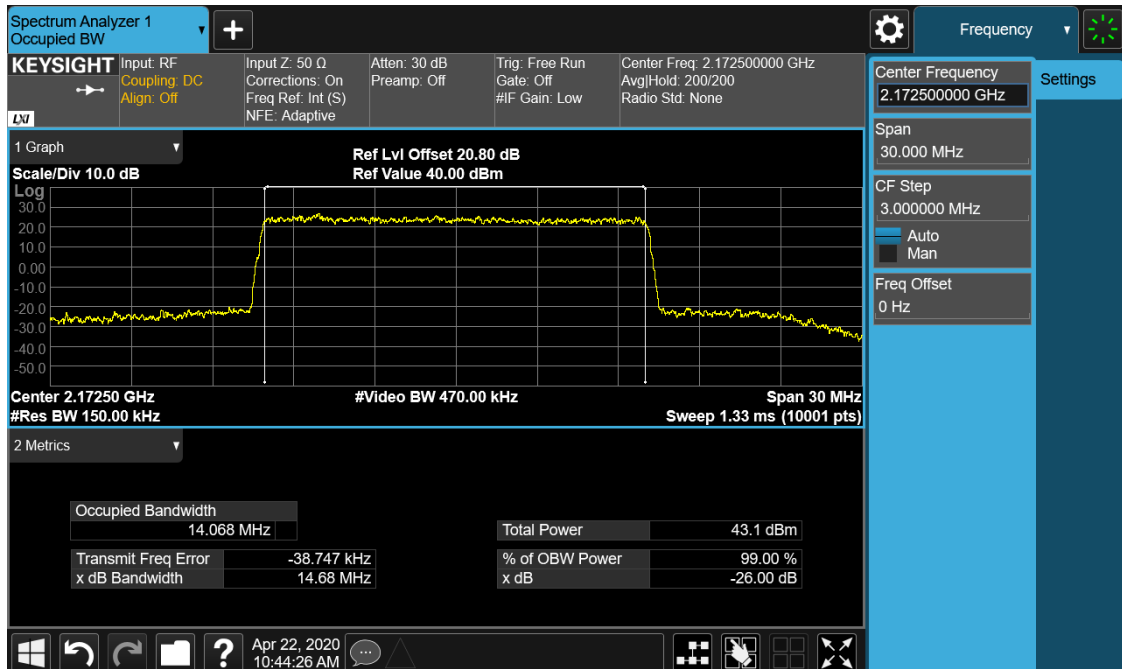 Spectrum Analyzer 1
Occupied BW
Frequency
KEYSIGHT
LXI
Input: RF
Coupling: DC
Align: Off
Input Z: 50 Ω
Corrections: On
Freq Ref: Int (S)
NFE: Adaptive
Atten: 30 dB
Preamp: Off
Trig: Free Run
Gate: Off
#IF Gain: Low
Center Freq: 2.172500000 GHz
Avg|Hold: 200/200
Radio Std: None
Center Frequency
2.172500000 GHz
Settings
Span
30.000 MHz
CF Step
3.000000 MHz
Auto
Man
Freq Offset
0 Hz
1 Graph
Scale/Div 10.0 dB
Ref Lvl Offset 20.80 dB
Ref Value 40.00 dBm
Log
30.0
20.0
10.0
0.00
-10.0
-20.0
-30.0
-40.0
-50.0
Center 2.17250 GHz
#Video BW 470.00 kHz
Span 30 MHz
#Res BW 150.00 kHz
Sweep 1.33 ms (10001 pts)
2 Metrics
Occupied Bandwidth
14.068 MHz
Total Power 43.1 dBm
Transmit Freq Error -38.747 kHz
% of OBW Power 99.00 %
x dB Bandwidth 14.68 MHz
x dB -26.00 dB
?
Apr 22, 2020
10:44:26 AM